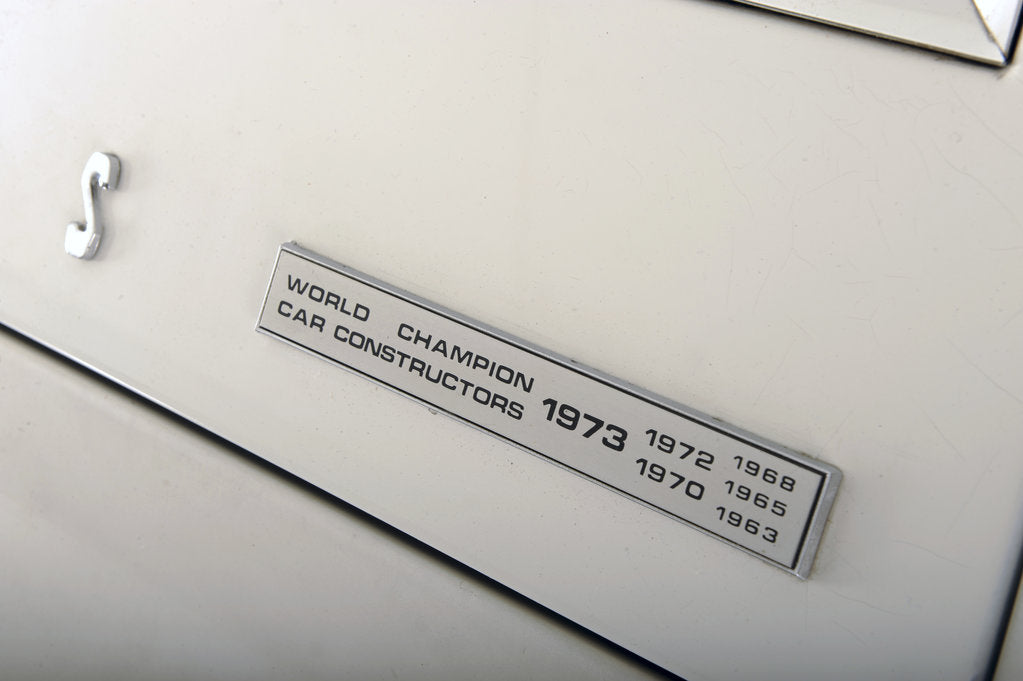 S
WORLD CHAMPION
CAR CONSTRUCTORS
1973
1972
1970
1968
1965
1963